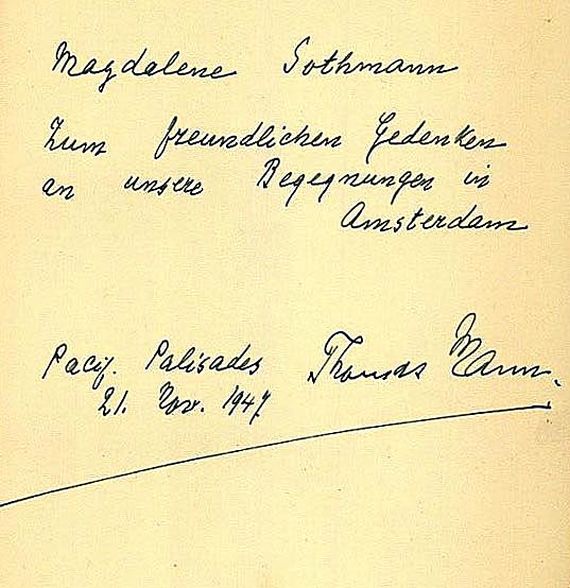 Magdalene Sothmann
Zum freundlichen Gedenken
an unsere Begegnungen in
Amsterdam
Pacif. Palisades Thomas Mann.
21. Nov. 1947